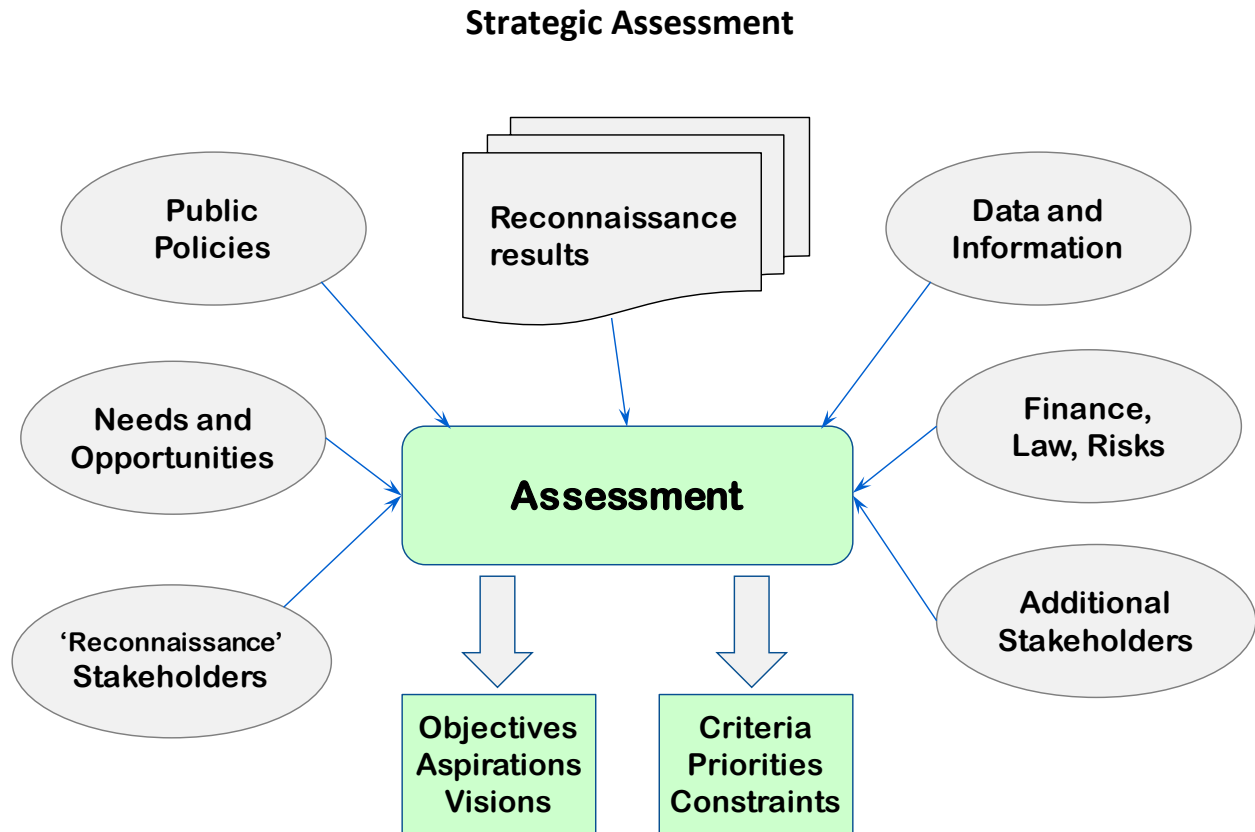 Strategic Assessment
Public
Policies
Reconnaissance
results
Data and
Information
Needs and
Opportunities
Finance,
Law, Risks
Assessment
‘Reconnaissance’
Stakeholders
Additional
Stakeholders
Objectives
Aspirations
Visions
Criteria
Priorities
Constraints